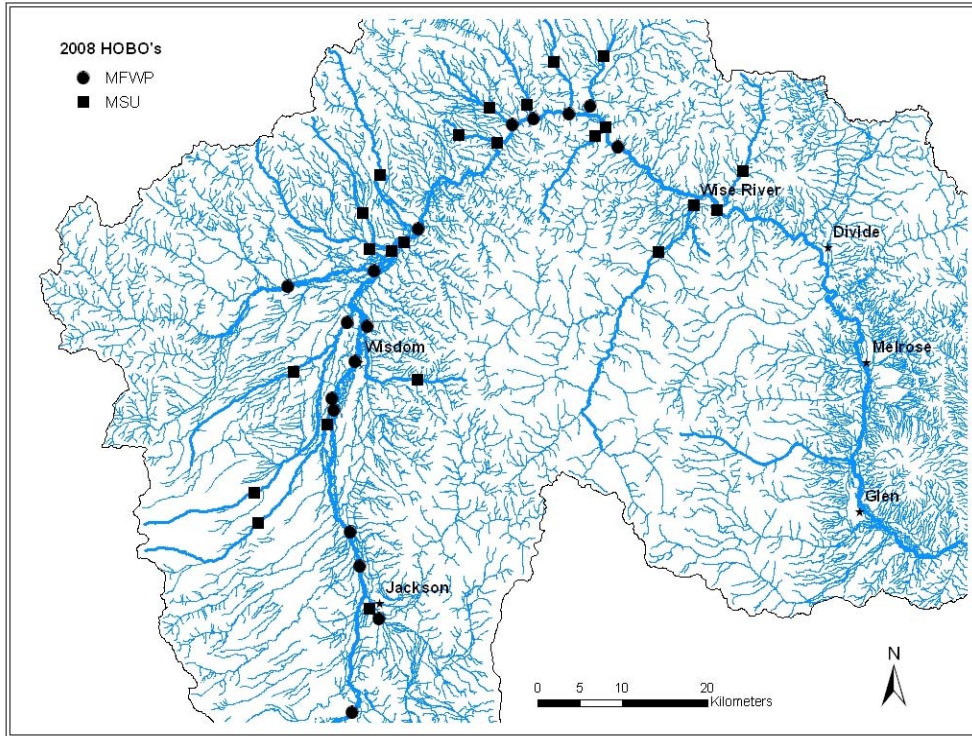 2008 HOBO's
MFWP
MSU
Wise River
Divide
Melrose
Wisdom
Glen
Jackson
N
0 5 10 20
Kilometers